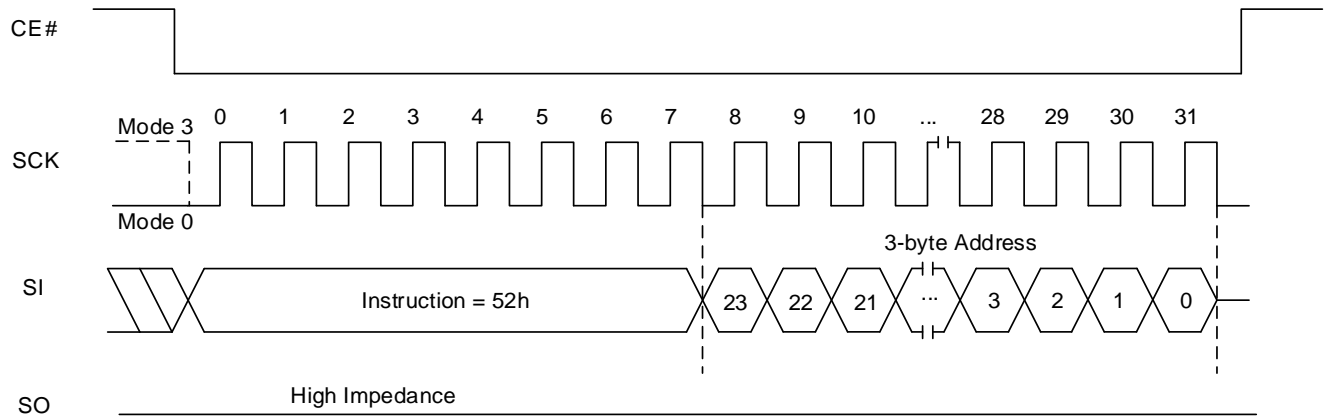 CE#
0 1 2 3 4 5 6 7 8 9 10 ... 28 29 30 31
Mode 3
SCK
Mode 0
3-byte Address
SI
Instruction = 52h 23 22 21 ... 3 2 1 0
High Impedance
SO